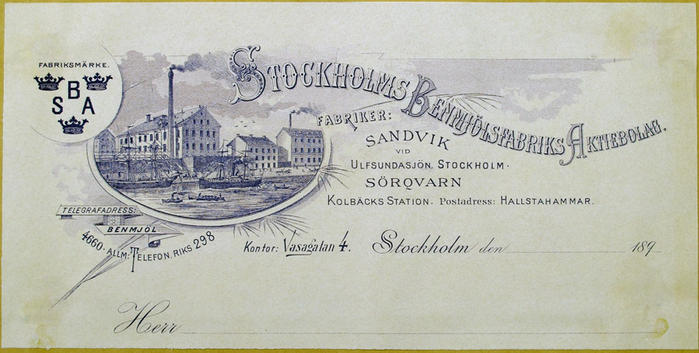 FABRIKSMÄRKE.
B
S A
STOCKHOLMS BENMJÖLSFABRIKS AKTIEBOLAG.
FABRIKER:
SANDVIK
VID
ULFSUNDASJÖN, STOCKHOLM.
SÖRQVARN
KOLBÄCKS STATION. Postadress: HALLSTAHAMMAR.
TELEGRAFADRESS:
BENMJÖL
4660-ALLM: TELEFON, RIKS 298
Kontor: Vasagatan 4. Stockholm den 189
Herr